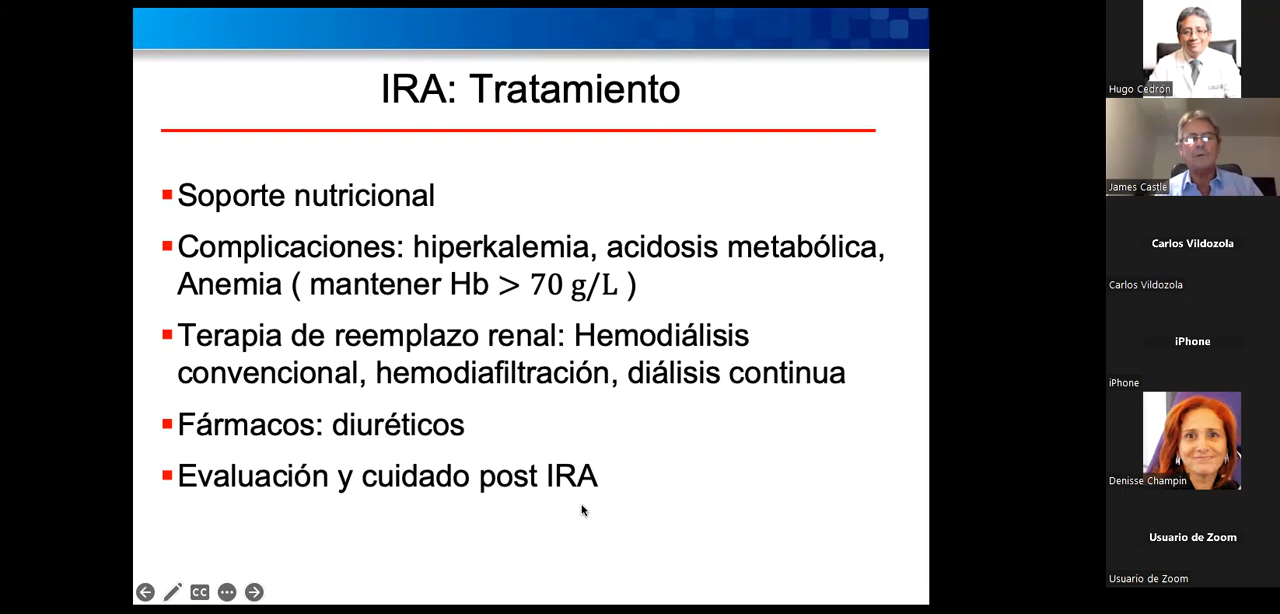 IRA: Tratamiento
▪Soporte nutricional
▪Complicaciones: hiperkalemia, acidosis metabólica,
Anemia ( mantener Hb > 70 g/L )
▪Terapia de reemplazo renal: Hemodiálisis
convencional, hemodiafiltración, diálisis continua
▪Fármacos: diuréticos
▪Evaluación y cuidado post IRA
CC
Hugo Cedrón
James Castle
Carlos Vildozola
Carlos Vildozola
iPhone
iPhone
Denisse Champin
Usuario de Zoom
Usuario de Zoom